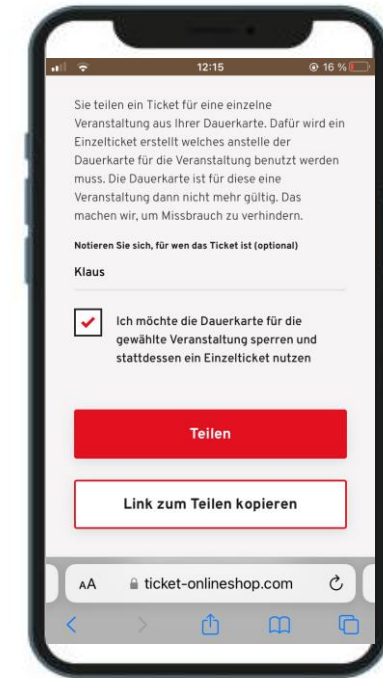 12:15
16 %
Sie teilen ein Ticket für eine einzelne
Veranstaltung aus Ihrer Dauerkarte. Dafür wird ein
Einzelticket erstellt welches anstelle der
Dauerkarte für die Veranstaltung benutzt werden
muss. Die Dauerkarte ist für diese eine
Veranstaltung dann nicht mehr gültig. Das
machen wir, um Missbrauch zu verhindern.
Notieren Sie sich, für wen das Ticket ist (optional)
Klaus
Ich möchte die Dauerkarte für die
gewählte Veranstaltung sperren und
stattdessen ein Einzelticket nutzen
Teilen
Link zum Teilen kopieren
AA ticket-onlineshop.com